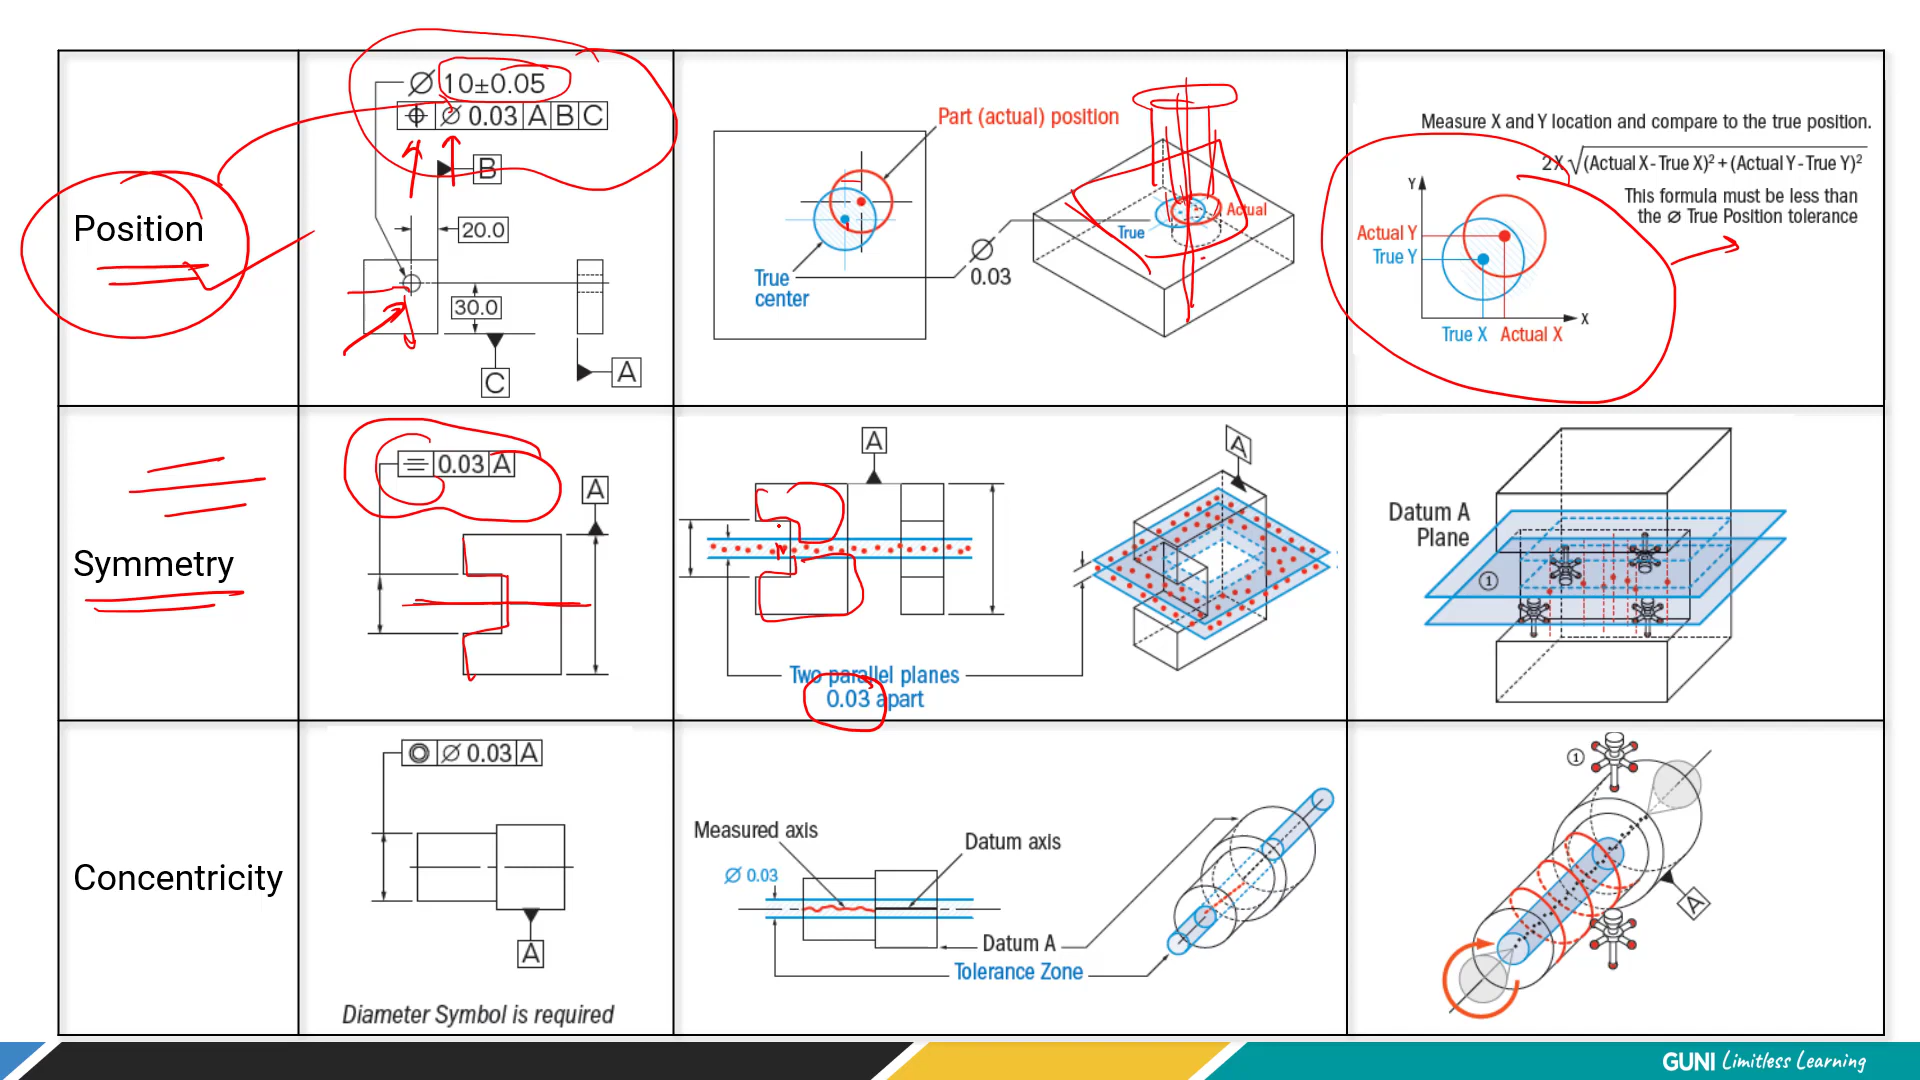 Position
⌀ 10±0.05
⌖ ⌀ 0.03 A B C
B
20.0
30.0
C
A
Part (actual) position
True
center
⌀
0.03
Actual
True
Measure X and Y location and compare to the true position.
2X √(Actual X - True X)² + (Actual Y - True Y)²
This formula must be less than
the ⌀ True Position tolerance
Y
Actual Y
True Y
X
True X Actual X
Symmetry
⌯ 0.03 A
A
A
A
Two parallel planes
0.03 apart
Datum A
Plane
1
Concentricity
◎ ⌀ 0.03 A
A
Diameter Symbol is required
Measured axis
Datum axis
⌀ 0.03
Datum A
Tolerance Zone
1
A
GUNI Limitless Learning